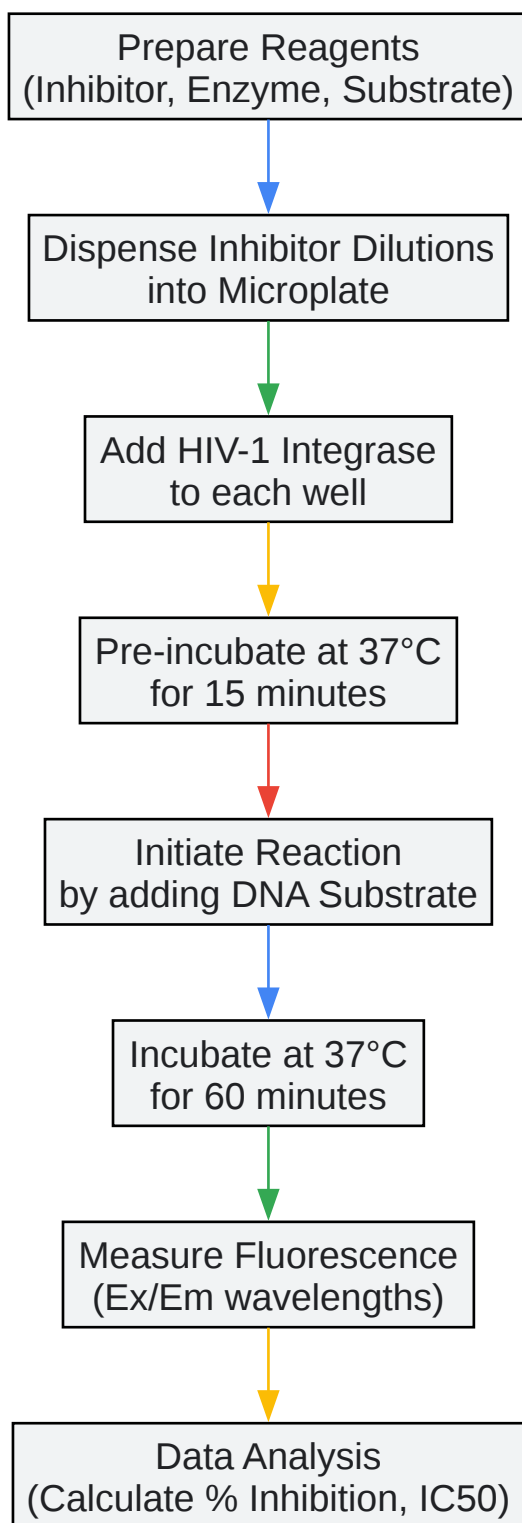 Prepare Reagents
(Inhibitor, Enzyme, Substrate)
Dispense Inhibitor Dilutions
into Microplate
Add HIV-1 Integrase
to each well
Pre-incubate at 37°C
for 15 minutes
Initiate Reaction
by adding DNA Substrate
Incubate at 37°C
for 60 minutes
Measure Fluorescence
(Ex/Em wavelengths)
Data Analysis
(Calculate % Inhibition, IC50)